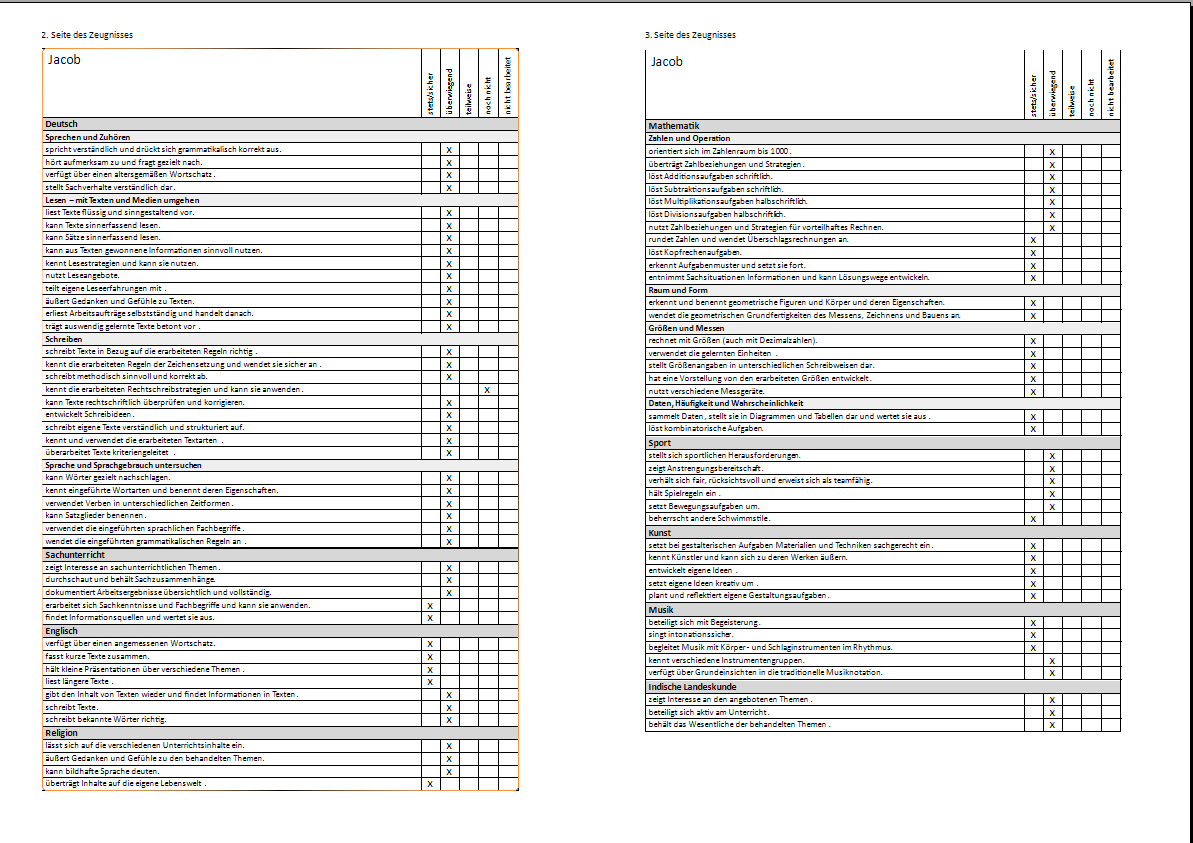 2. Seite des Zeugnisses
Jacob
stets/sicher
überwiegend
teilweise
noch nicht
nicht bearbeitet
Deutsch
Sprechen und Zuhören
spricht verständlich und drückt sich grammatikalisch korrekt aus. X
hört aufmerksam zu und fragt gezielt nach. X
verfügt über einen altersgemäßen Wortschatz. X
stellt Sachverhalte verständlich dar. X
Lesen – mit Texten und Medien umgehen
liest Texte flüssig und sinngestaltend vor. X
kann Texte sinnerfassend lesen. X
kann Sätze sinnerfassend lesen. X
kann aus Texten gewonnene Informationen sinnvoll nutzen. X
kennt Lesestrategien und kann sie nutzen. X
nutzt Leseangebote. X
teilt eigene Leseerfahrungen mit . X
äußert Gedanken und Gefühle zu Texten. X
erliest Arbeitsaufträge selbstständig und handelt danach. X
trägt auswendig gelernte Texte betont vor . X
Schreiben
schreibt Texte in Bezug auf die erarbeiteten Regeln richtig . X
kennt die erarbeiteten Regeln der Zeichensetzung und wendet sie sicher an . X
schreibt methodisch sinnvoll und korrekt ab. X
kennt die erarbeiteten Rechtschreibstrategien und kann sie anwenden. X
kann Texte rechtschriftlich überprüfen und korrigieren. X
entwickelt Schreibideen. X
schreibt eigene Texte verständlich und strukturiert auf. X
kennt und verwendet die erarbeiteten Textarten . X
überarbeitet Texte kriteriengeleitet . X
Sprache und Sprachgebrauch untersuchen
kann Wörter gezielt nachschlagen. X
kennt eingeführte Wortarten und benennt deren Eigenschaften. X
verwendet Verben in unterschiedlichen Zeitformen. X
kann Satzglieder benennen. X
verwendet die eingeführten sprachlichen Fachbegriffe . X
wendet die eingeführten grammatikalischen Regeln an . X
Sachunterricht
zeigt Interesse an sachunterrichtlichen Themen. X
durchschaut und behält Sachzusammenhänge. X
dokumentiert Arbeitsergebnisse übersichtlich und vollständig. X
erarbeitet sich Sachkenntnisse und Fachbegriffe und kann sie anwenden. X
findet Informationsquellen und wertet sie aus. X
Englisch
verfügt über einen angemessenen Wortschatz. X
fasst kurze Texte zusammen. X
hält kleine Präsentationen über verschiedene Themen . X
liest längere Texte . X
gibt den Inhalt von Texten wieder und findet Informationen in Texten . X
schreibt Texte. X
schreibt bekannte Wörter richtig. X
Religion
lässt sich auf die verschiedenen Unterrichtsinhalte ein. X
äußert Gedanken und Gefühle zu den behandelten Themen. X
kann bildhafte Sprache deuten. X
überträgt Inhalte auf die eigene Lebenswelt . X
3. Seite des Zeugnisses
Jacob
stets/sicher
überwiegend
teilweise
noch nicht
nicht bearbeitet
Mathematik
Zahlen und Operation
orientiert sich im Zahlenraum bis 1000. X
überträgt Zahlbeziehungen und Strategien. X
löst Additionsaufgaben schriftlich. X
löst Subtraktionsaufgaben schriftlich. X
löst Multiplikationsaufgaben halbschriftlich. X
löst Divisionsaufgaben halbschriftlich. X
nutzt Zahlbeziehungen und Strategien für vorteilhaftes Rechnen. X
rundet Zahlen und wendet Überschlagsrechnungen an. X
löst Kopfrechenaufgaben. X
erkennt Aufgabenmuster und setzt sie fort. X
entnimmt Sachsituationen Informationen und kann Lösungswege entwickeln. X
Raum und Form
erkennt und benennt geometrische Figuren und Körper und deren Eigenschaften. X
wendet die geometrischen Grundfertigkeiten des Messens, Zeichnens und Bauens an. X
Größen und Messen
rechnet mit Größen (auch mit Dezimalzahlen). X
verwendet die gelernten Einheiten . X
stellt Größenangaben in unterschiedlichen Schreibweisen dar. X
hat eine Vorstellung von den erarbeiteten Größen entwickelt. X
nutzt verschiedene Messgeräte. X
Daten, Häufigkeit und Wahrscheinlichkeit
sammelt Daten, stellt sie in Diagrammen und Tabellen dar und wertet sie aus . X
löst kombinatorische Aufgaben. X
Sport
stellt sich sportlichen Herausforderungen. X
zeigt Anstrengungsbereitschaft. X
verhält sich fair, rücksichtsvoll und erweist sich als teamfähig. X
hält Spielregeln ein . X
setzt Bewegungsaufgaben um. X
beherrscht andere Schwimmstile. X
Kunst
setzt bei gestalterischen Aufgaben Materialien und Techniken sachgerecht ein. X
kennt Künstler und kann sich zu deren Werken äußern. X
entwickelt eigene Ideen . X
setzt eigene Ideen kreativ um . X
plant und reflektiert eigene Gestaltungsaufgaben. X
Musik
beteiligt sich mit Begeisterung. X
singt intonationssicher. X
begleitet Musik mit Körper- und Schlaginstrumenten im Rhythmus. X
kennt verschiedene Instrumentengruppen. X
verfügt über Grundeinsichten in die traditionelle Musiknotation. X
Indische Landeskunde
zeigt Interesse an den angebotenen Themen . X
beteiligt sich aktiv am Unterricht. X
behält das Wesentliche der behandelten Themen . X